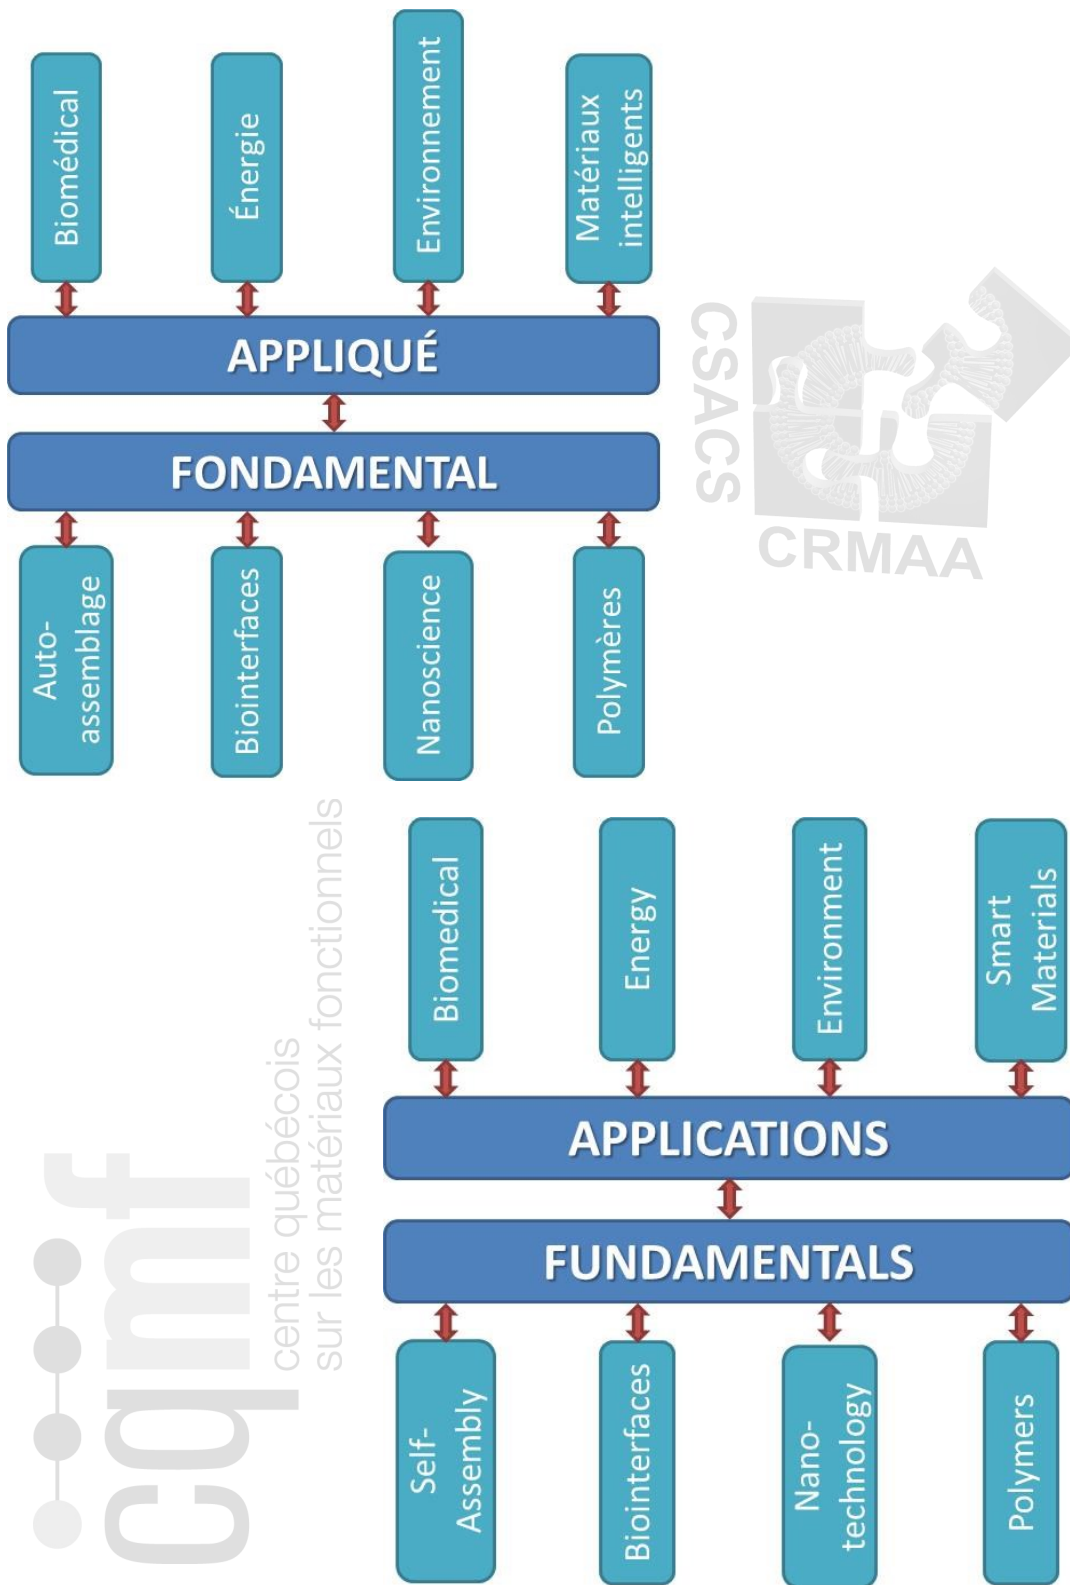 Biomédical
Énergie
Environnement
Matériaux
intelligents
APPLIQUÉ
FONDAMENTAL
Auto-
assemblage
Biointerfaces
Nanoscience
Polymères
CSACS
CRMAA
cqmf
centre québécois
sur les matériaux fonctionnels
Biomedical
Energy
Environment
Smart
Materials
APPLICATIONS
FUNDAMENTALS
Self-
Assembly
Biointerfaces
Nano-
technology
Polymers